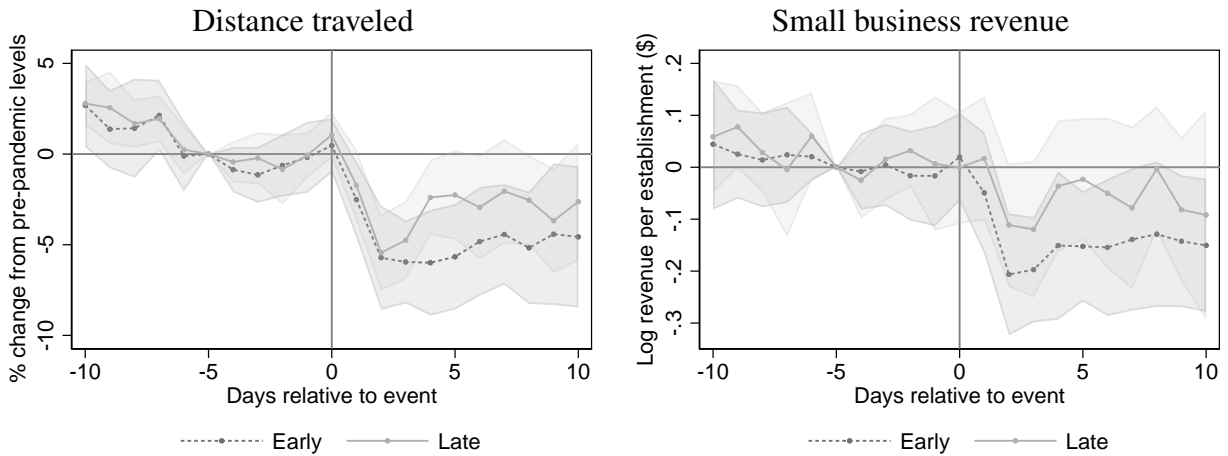 Distance traveled
% change from pre-pandemic levels
5
0
-5
-10
-10 -5 0 5 10
Days relative to event
Early Late
Small business revenue
Log revenue per establishment ($)
.2
.1
0
-.1
-.2
-.3
-10 -5 0 5 10
Days relative to event
Early Late